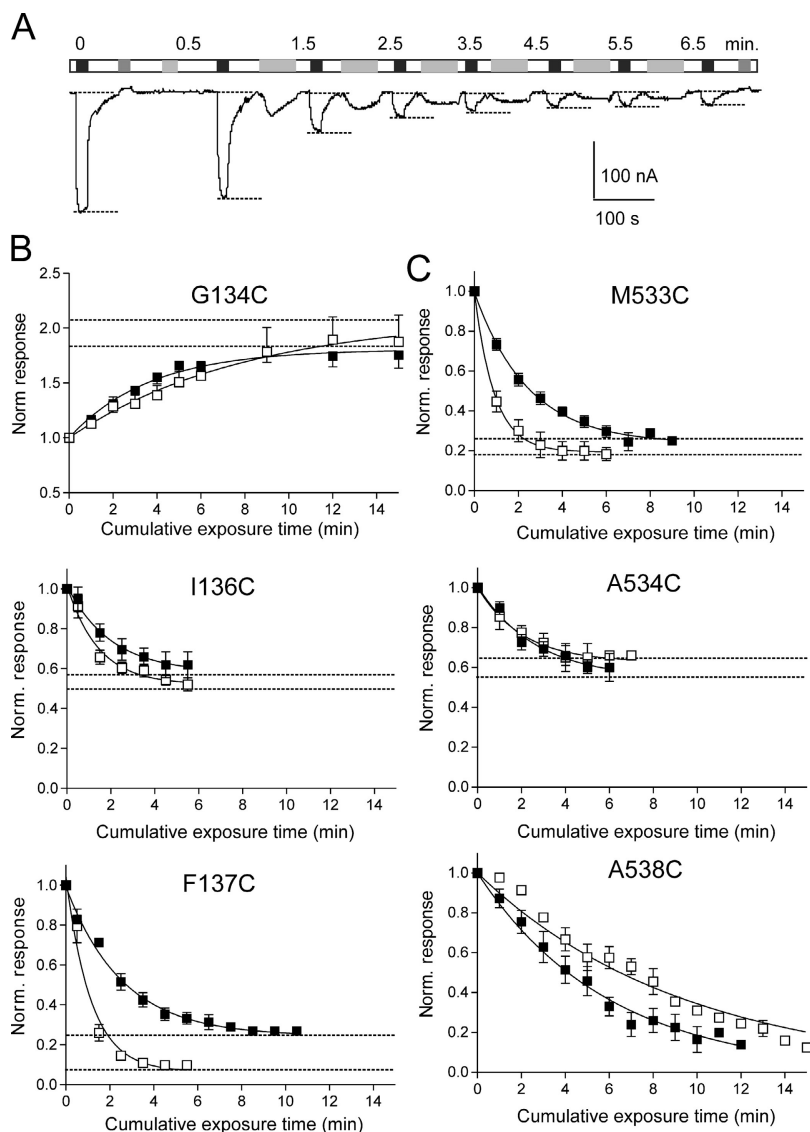 A
0 0.5 1.5 2.5 3.5 4.5 5.5 6.5 min.
100 nA
100 s
B
G134C
Norm response
2.5
2.0
1.5
1.0
0.5
0 2 4 6 8 10 12 14
Cumulative exposure time (min)
C
M533C
Norm. response
1.0
0.8
0.6
0.4
0.2
0.0
0 2 4 6 8 10 12 14
Cumulative exposure time (min)
I136C
Norm. response
1.0
0.8
0.6
0.4
0.2
0.0
0 2 4 6 8 10 12 14
Cumulative exposure time (min)
A534C
Norm. response
1.0
0.8
0.6
0.4
0.2
0.0
0 2 4 6 8 10 12 14
Cumulative exposure time (min)
F137C
Norm. response
1.0
0.8
0.6
0.4
0.2
0.0
0 2 4 6 8 10 12 14
Cumulative exposure time (min)
A538C
Norm. response
1.0
0.8
0.6
0.4
0.2
0.0
0 2 4 6 8 10 12 14
Cumulative exposure time (min)